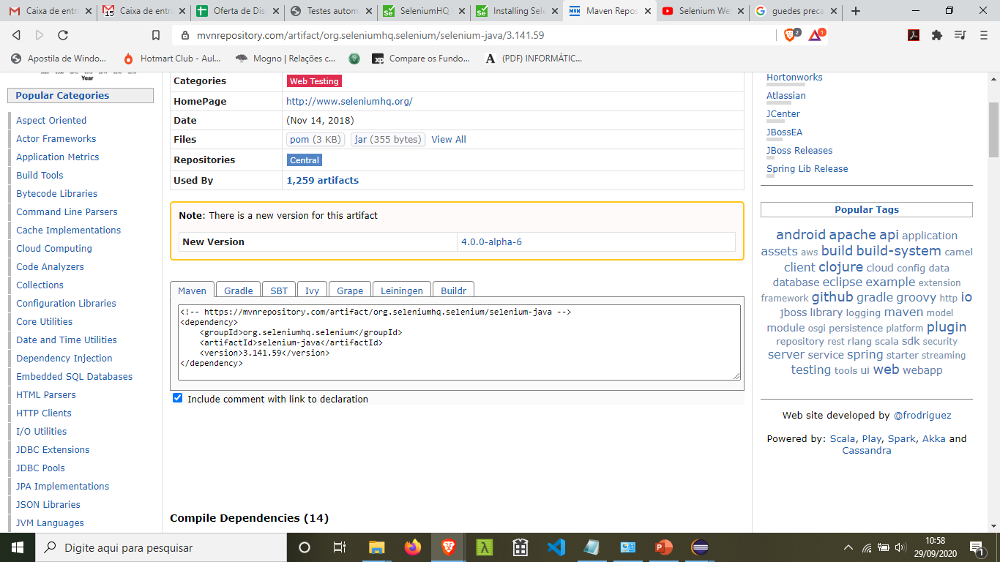 Caixa de entra
15
Caixa de entra
Oferta de Dis
Testes autom
SeleniumHQ
Installing Sele
Maven Repos
Selenium We
guedes preca
mvnrepository.com/artifact/org.seleniumhq.selenium/selenium-java/3.141.59
2
1
Apostila de Windo...
Hotmart Club - Aul...
Mogno | Relações c...
xp Compare os Fundo...
A (PDF) INFORMÁTIC...
Year
Popular Categories
Aspect Oriented
Actor Frameworks
Application Metrics
Build Tools
Bytecode Libraries
Command Line Parsers
Cache Implementations
Cloud Computing
Code Analyzers
Collections
Configuration Libraries
Core Utilities
Date and Time Utilities
Dependency Injection
Embedded SQL Databases
HTML Parsers
HTTP Clients
I/O Utilities
JDBC Extensions
JDBC Pools
JPA Implementations
JSON Libraries
JVM Languages
Categories Web Testing
HomePage http://www.seleniumhq.org/
Date (Nov 14, 2018)
Files pom (3 KB) jar (355 bytes) View All
Repositories Central
Used By 1,259 artifacts
Note: There is a new version for this artifact
New Version 4.0.0-alpha-6
Maven Gradle SBT Ivy Grape Leiningen Buildr
<!-- https://mvnrepository.com/artifact/org.seleniumhq.selenium/selenium-java -->
<dependency>
<groupId>org.seleniumhq.selenium</groupId>
<artifactId>selenium-java</artifactId>
<version>3.141.59</version>
</dependency>
Include comment with link to declaration
Compile Dependencies (14)
Hortonworks
Atlassian
JCenter
JBossEA
JBoss Releases
Spring Lib Release
Popular Tags
android apache api application
assets aws build build-system camel
client clojure cloud config data
database eclipse example extension
framework github gradle groovy http io
jboss library logging maven model
module osgi persistence platform plugin
repository rest rlang scala sdk security
server service spring starter streaming
testing tools ui web webapp
Web site developed by @frodriguez
Powered by: Scala, Play, Spark, Akka and
Cassandra
Digite aqui para pesquisar
10:58
29/09/2020
1